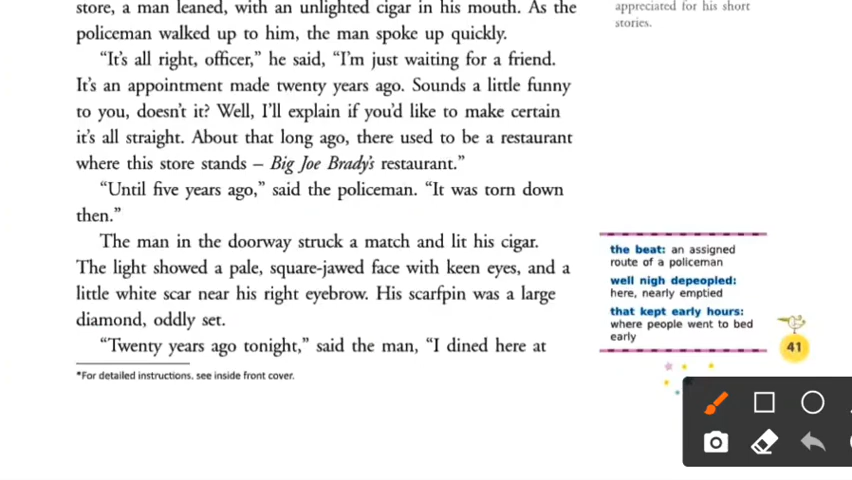 store, a man leaned, with an unlighted cigar in his mouth. As the
policeman walked up to him, the man spoke up quickly.
“It’s all right, officer,” he said, “I’m just waiting for a friend.
It’s an appointment made twenty years ago. Sounds a little funny
to you, doesn’t it? Well, I’ll explain if you’d like to make certain
it’s all straight. About that long ago, there used to be a restaurant
where this store stands – Big Joe Brady’s restaurant.”
“Until five years ago,” said the policeman. “It was torn down
then.”
The man in the doorway struck a match and lit his cigar.
The light showed a pale, square-jawed face with keen eyes, and a
little white scar near his right eyebrow. His scarfpin was a large
diamond, oddly set.
“Twenty years ago tonight,” said the man, “I dined here at
*For detailed instructions. see inside front cover.
appreciated for his short
stories.
the beat: an assigned
route of a policeman
well nigh depeopled:
here, nearly emptied
that kept early hours:
where people went to bed
early
41